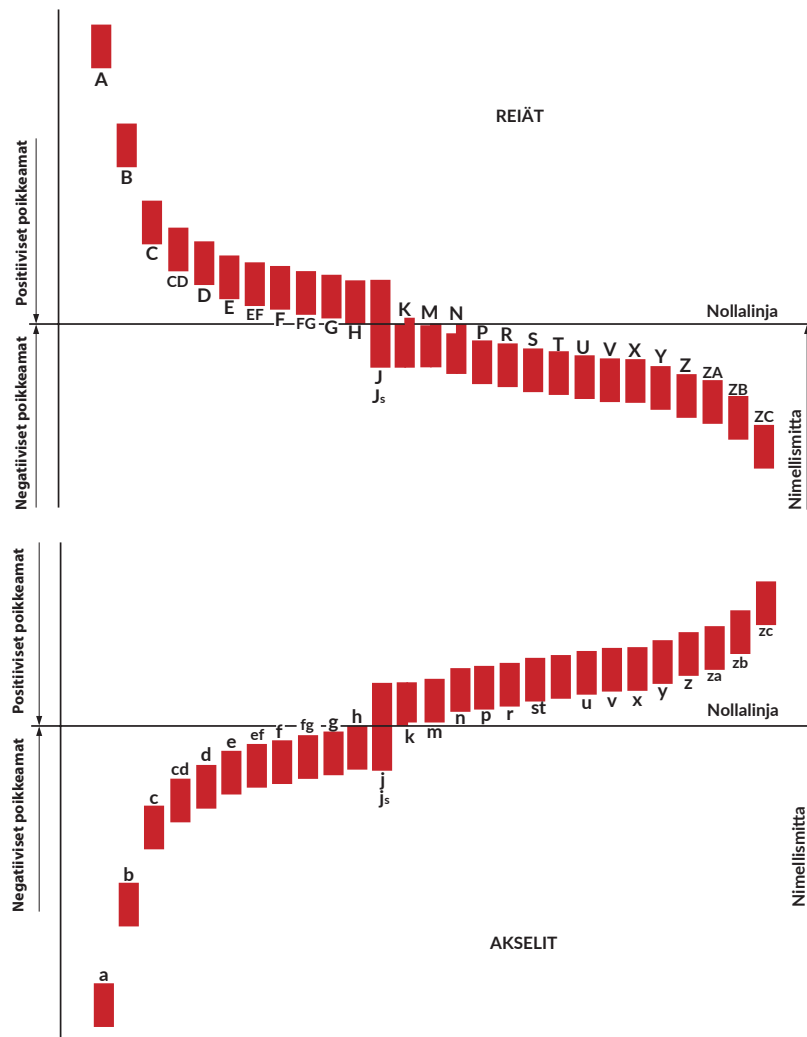 REIÄT
Positiiviset poikkeamat
Negatiiviset poikkeamat
A
B
C
CD
D
E
EF
F
FG
G
H
J
Js
K
M
N
P
R
S
T
U
V
X
Y
Z
ZA
ZB
ZC
Nollalinja
Nimellismitta
Positiiviset poikkeamat
Negatiiviset poikkeamat
a
b
c
cd
d
e
ef
f
fg
g
h
j
js
k
m
n
p
r
st
u
v
x
y
z
za
zb
zc
Nollalinja
Nimellismitta
AKSELIT